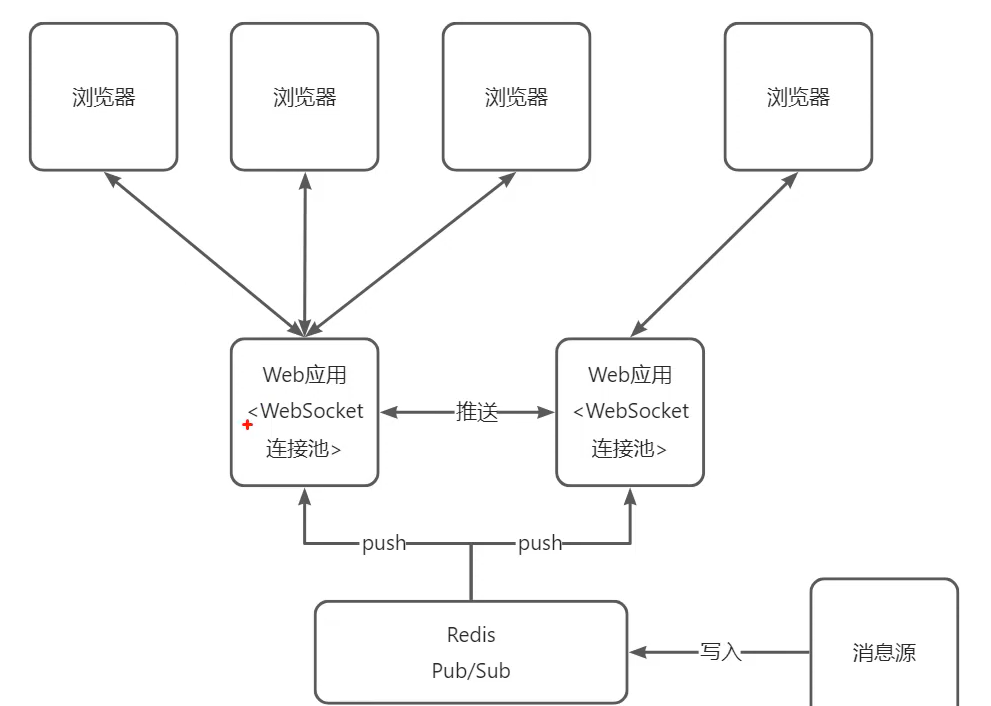 浏览器
浏览器
浏览器
浏览器
Web应用
<WebSocket
连接池>
推送
Web应用
<WebSocket
连接池>
push
push
Redis
Pub/Sub
写入
消息源